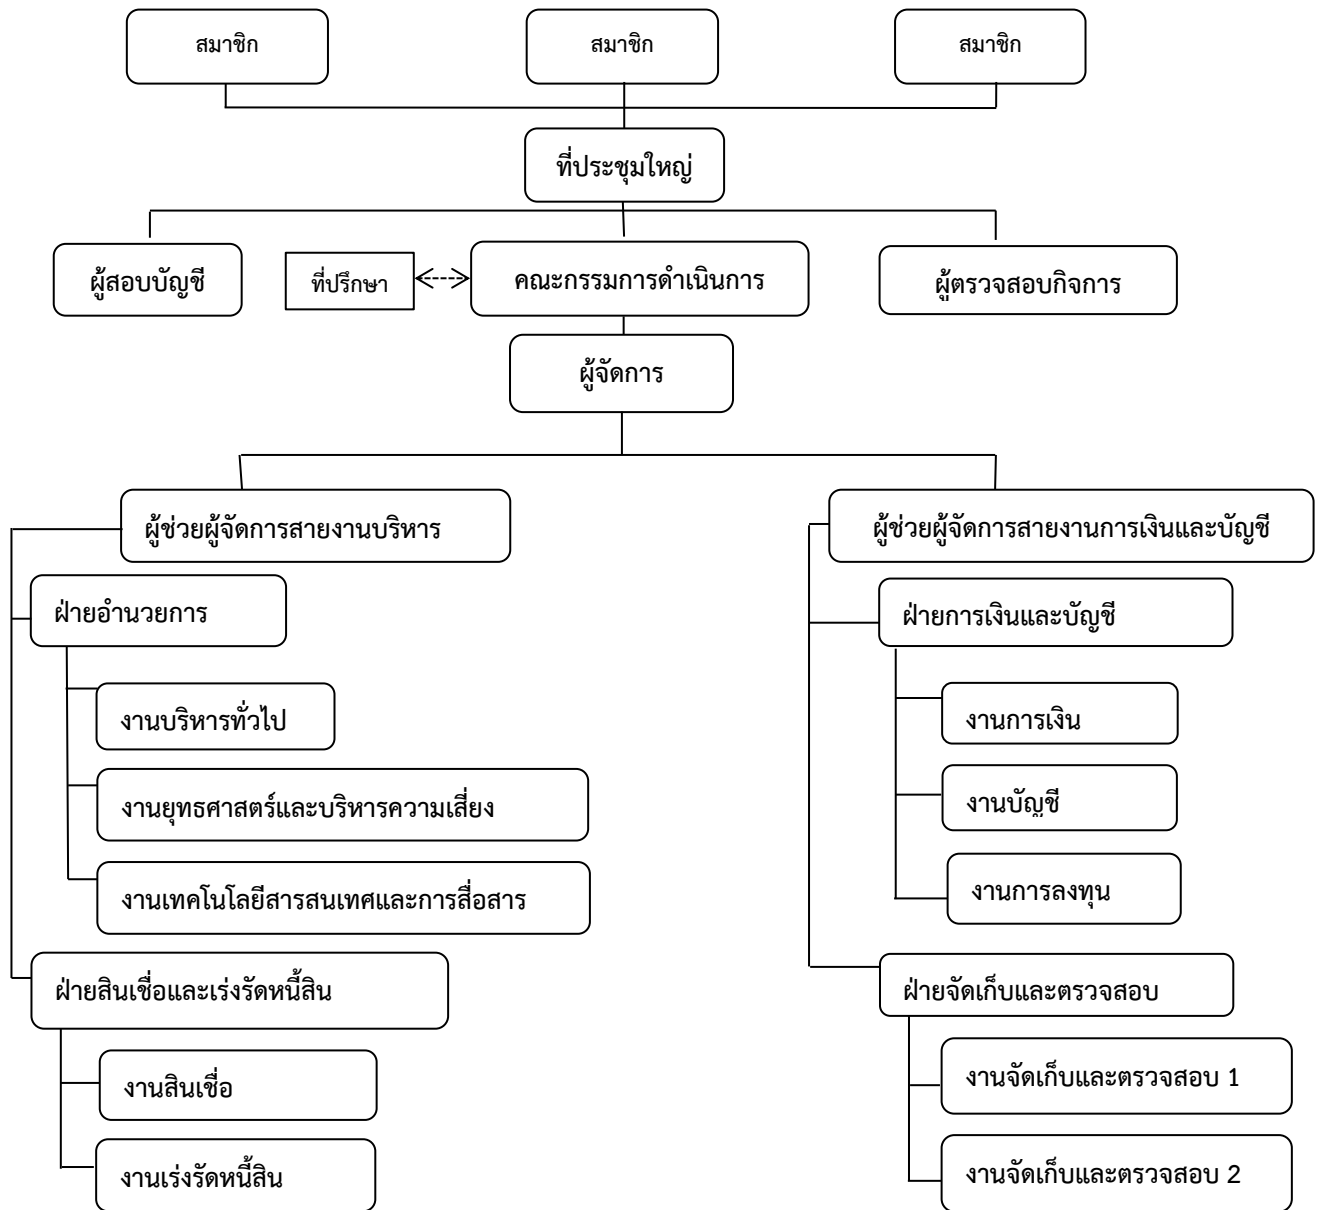 สมาชิก
สมาชิก
สมาชิก
ที่ประชุมใหญ่
ผู้สอบบัญชี
ที่ปรึกษา
คณะกรรมการดำเนินการ
ผู้ตรวจสอบกิจการ
ผู้จัดการ
ผู้ช่วยผู้จัดการสายงานบริหาร
ฝ่ายอำนวยการ
งานบริหารทั่วไป
งานยุทธศาสตร์และบริหารความเสี่ยง
งานเทคโนโลยีสารสนเทศและการสื่อสาร
ฝ่ายสินเชื่อและเร่งรัดหนี้สิน
งานสินเชื่อ
งานเร่งรัดหนี้สิน
ผู้ช่วยผู้จัดการสายงานการเงินและบัญชี
ฝ่ายการเงินและบัญชี
งานการเงิน
งานบัญชี
งานการลงทุน
ฝ่ายจัดเก็บและตรวจสอบ
งานจัดเก็บและตรวจสอบ 1
งานจัดเก็บและตรวจสอบ 2